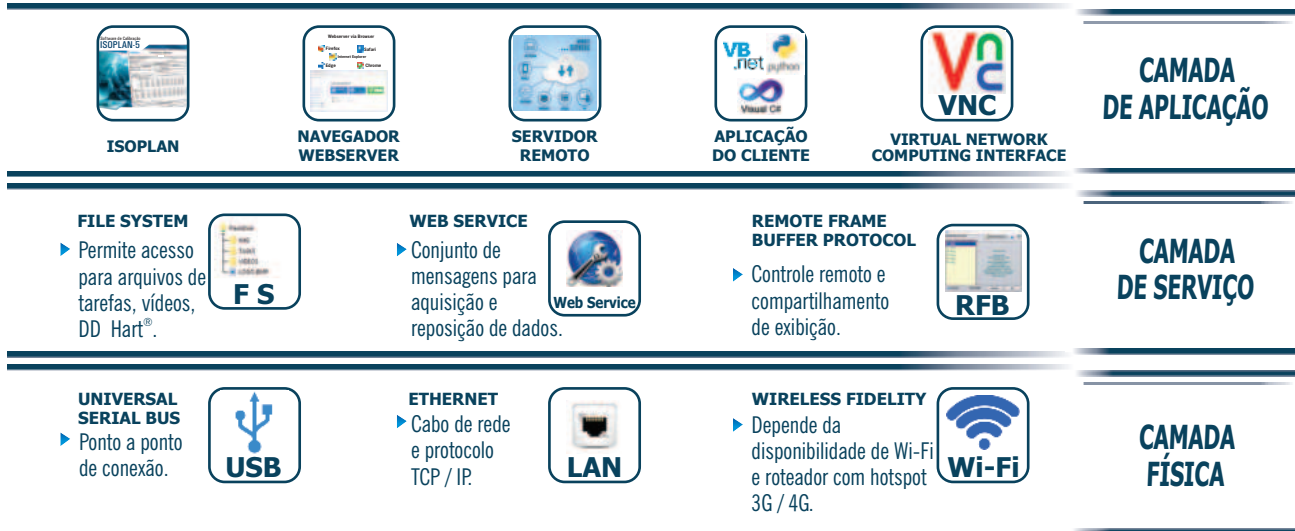 Software de Calibração
ISOPLAN-5
ISOPLAN
Webserver via Browser
Firefox
Safari
Internet Explorer
Edge
Chrome
NAVEGADOR
WEBSERVER
SERVIDOR
REMOTO
VB
.net
python
Visual C#
APLICAÇÃO
DO CLIENTE
VNC
VNC
VIRTUAL NETWORK
COMPUTING INTERFACE
CAMADA
DE APLICAÇÃO
FILE SYSTEM
Permite acesso
para arquivos de
tarefas, vídeos,
DD Hart®.
VIDEOS
LOGO.BMP
F S
WEB SERVICE
Conjunto de
mensagens para
aquisição e
reposição de dados.
Web Service
REMOTE FRAME
BUFFER PROTOCOL
Controle remoto e
compartilhamento
de exibição.
RFB
CAMADA
DE SERVIÇO
UNIVERSAL
SERIAL BUS
Ponto a ponto
de conexão.
USB
ETHERNET
Cabo de rede
e protocolo
TCP / IP.
LAN
WIRELESS FIDELITY
Depende da
disponibilidade de Wi-Fi
e roteador com hotspot
3G / 4G.
Wi-Fi
CAMADA
FÍSICA